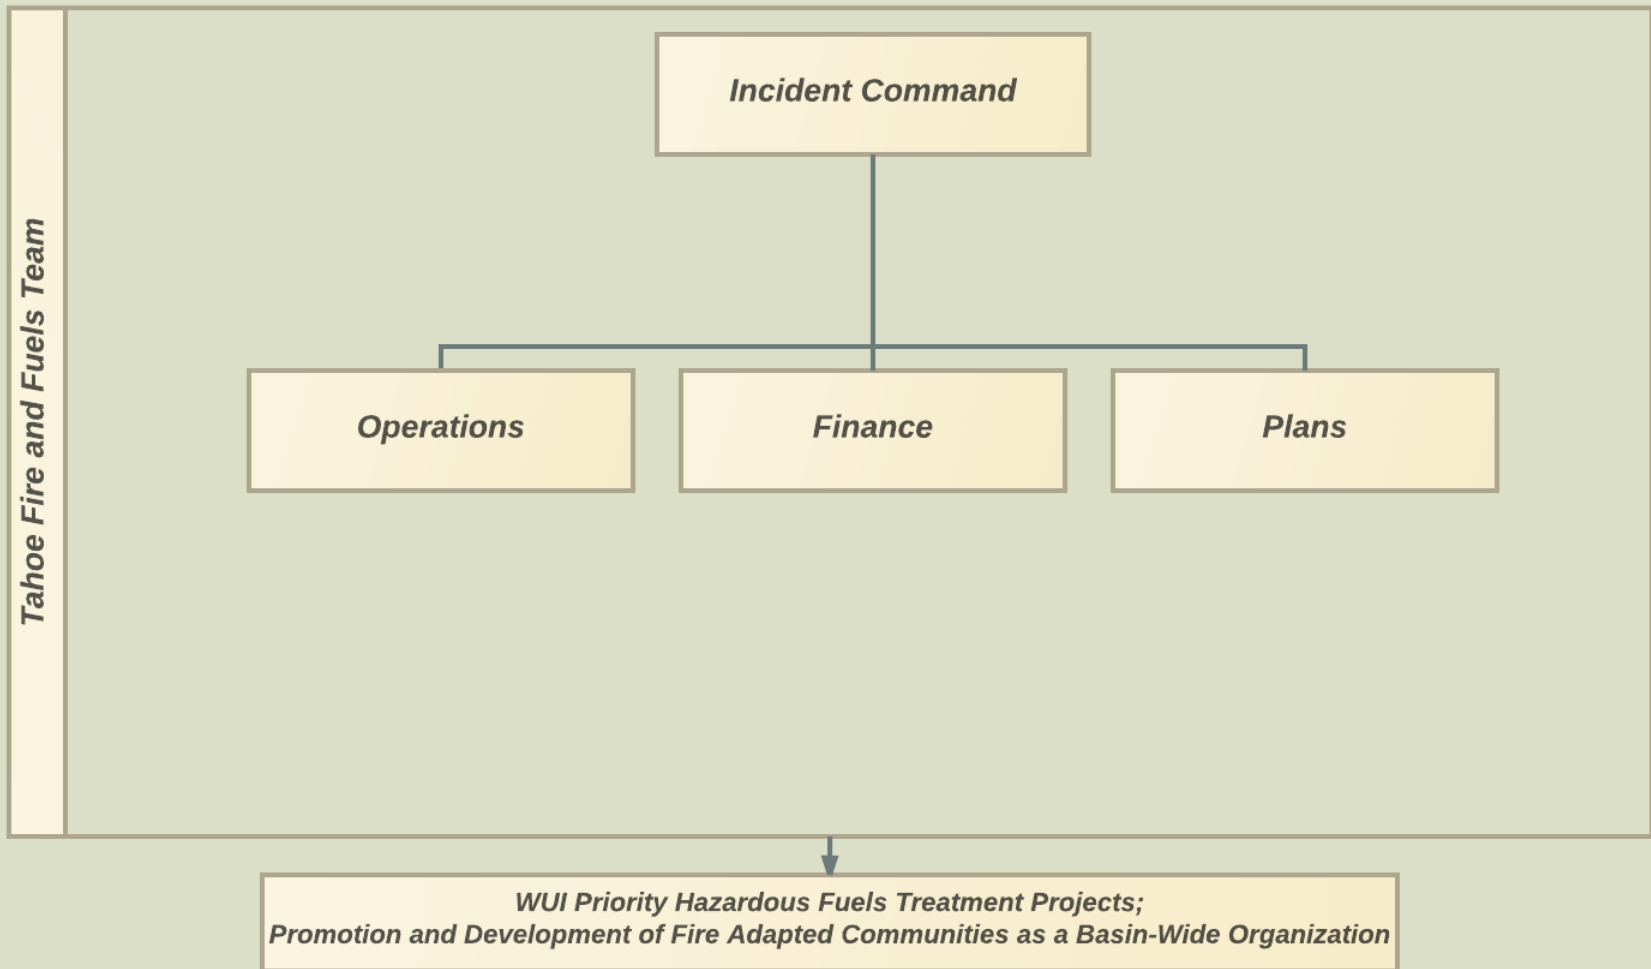 Tahoe Fire and Fuels Team
Incident Command
Operations
Finance
Plans
WUI Priority Hazardous Fuels Treatment Projects;
Promotion and Development of Fire Adapted Communities as a Basin-Wide Organization